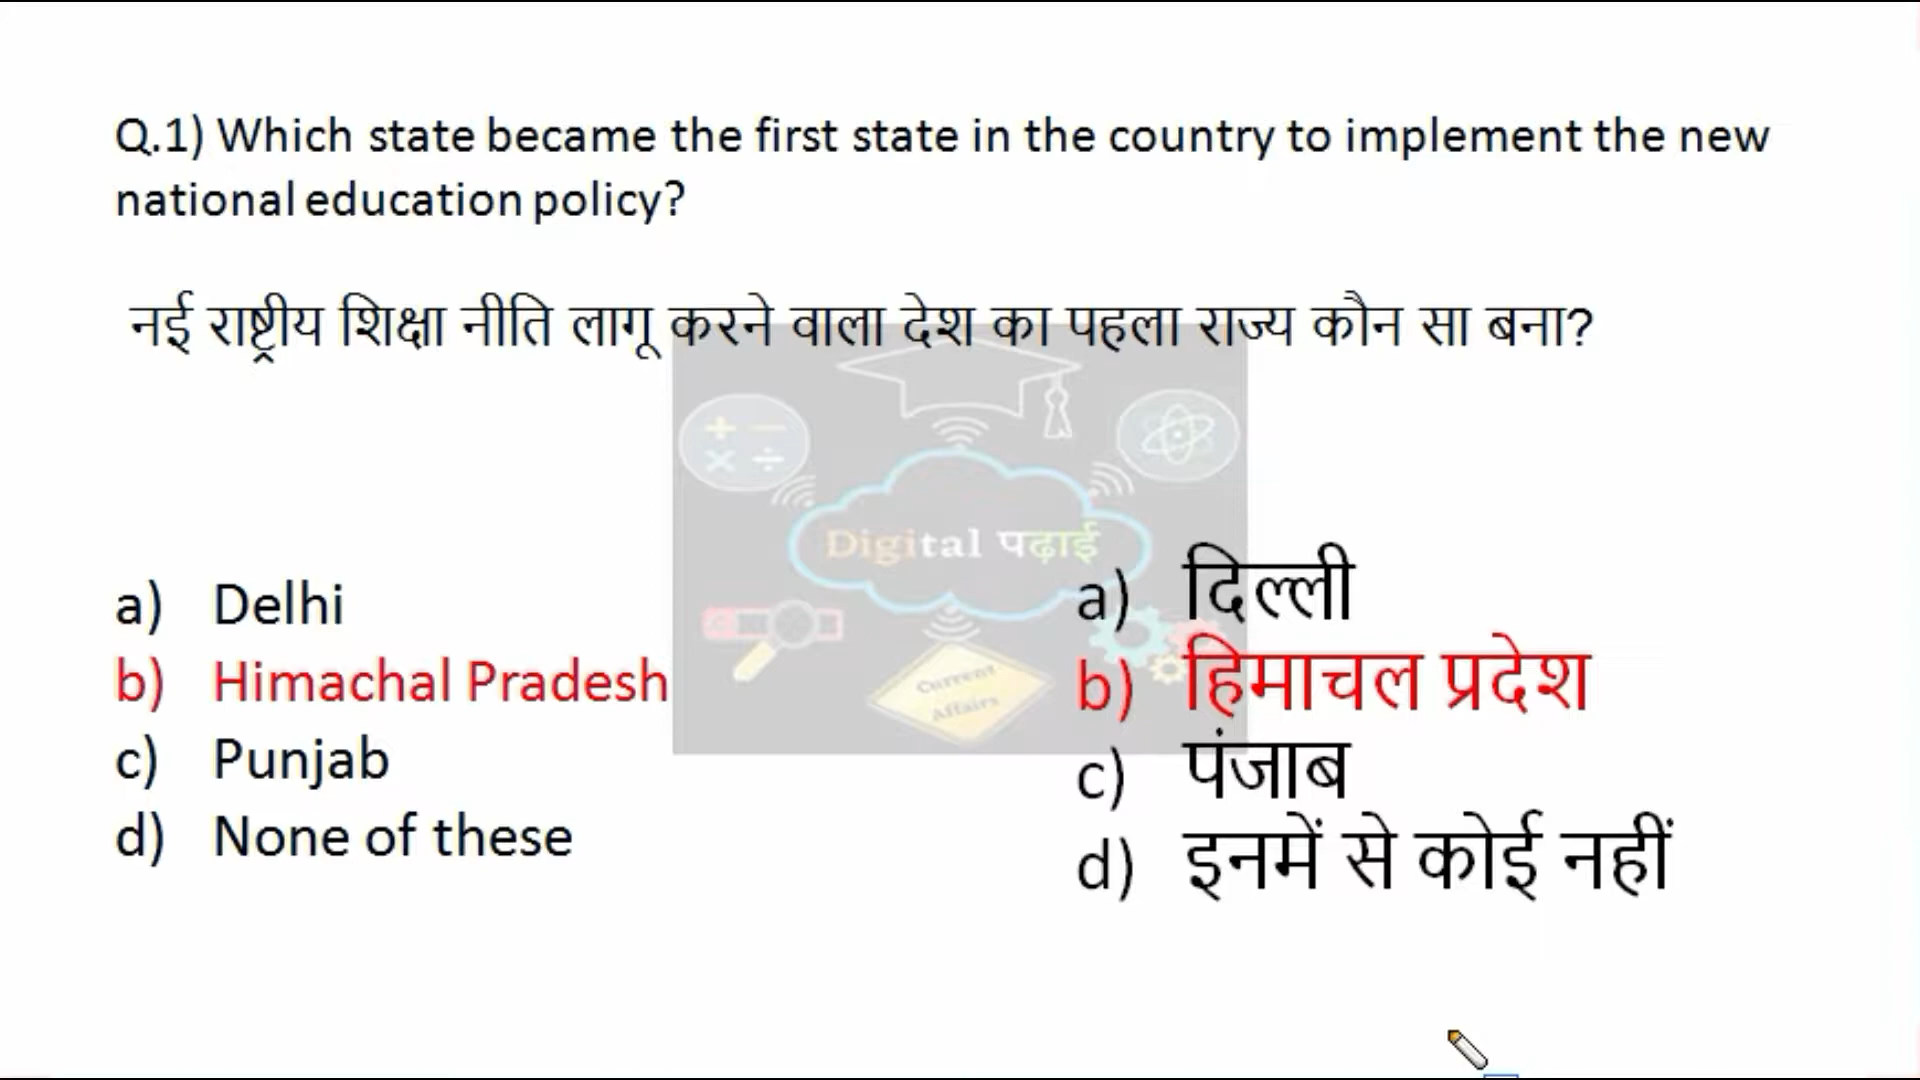 Q.1) Which state became the first state in the country to implement the new
national education policy?
नई राष्ट्रीय शिक्षा नीति लागू करने वाला देश का पहला राज्य कौन सा बना?
Digital पढ़ाई
Current
Affairs
a) Delhi
b) Himachal Pradesh
c) Punjab
d) None of these
a) दिल्ली
b) हिमाचल प्रदेश
c) पंजाब
d) इनमें से कोई नहीं